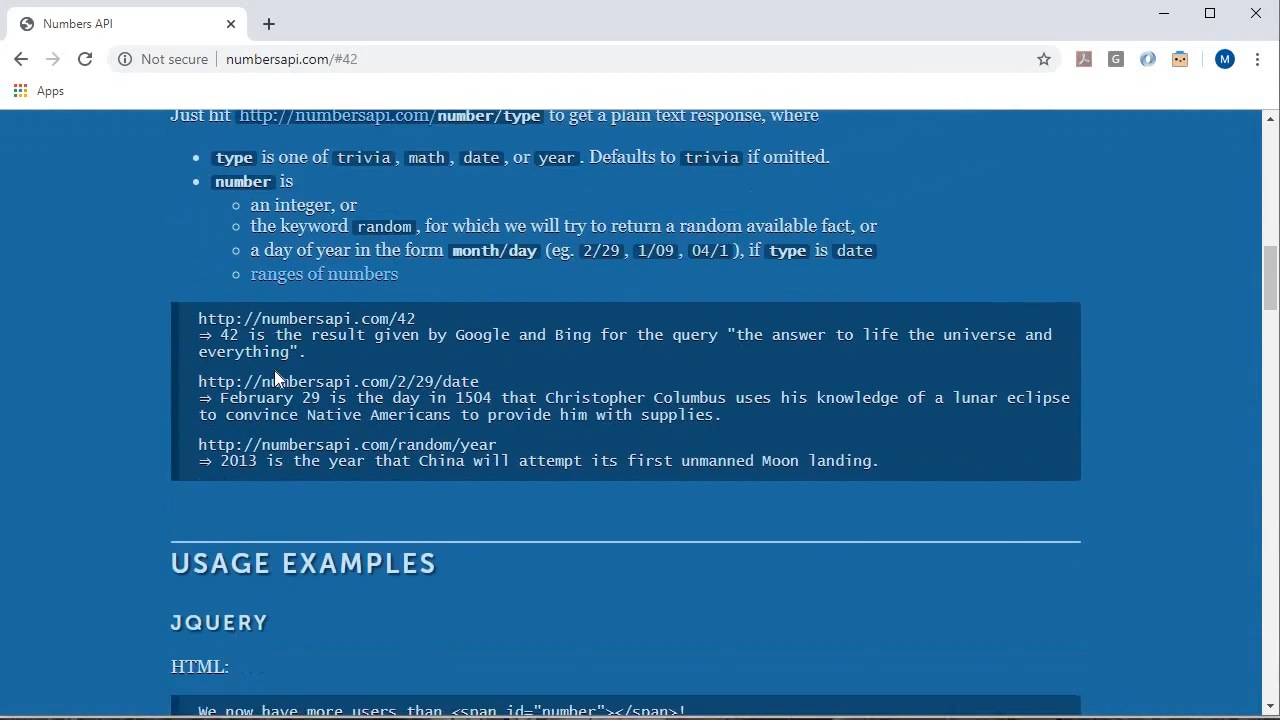 Numbers API
Not secure
numbersapi.com/#42
M
Apps
Just hit http://numbersapi.com/number/type to get a plain text response, where
type is one of trivia, math, date, or year. Defaults to trivia if omitted.
number is
an integer, or
the keyword random, for which we will try to return a random available fact, or
a day of year in the form month/day (eg. 2/29, 1/09, 04/1), if type is date
ranges of numbers
http://numbersapi.com/42
⇒ 42 is the result given by Google and Bing for the query "the answer to life the universe and
everything".
http://numbersapi.com/2/29/date
⇒ February 29 is the day in 1504 that Christopher Columbus uses his knowledge of a lunar eclipse
to convince Native Americans to provide him with supplies.
http://numbersapi.com/random/year
⇒ 2013 is the year that China will attempt its first unmanned Moon landing.
USAGE EXAMPLES
JQUERY
HTML:
We now have more users than <span id="number"></span>!